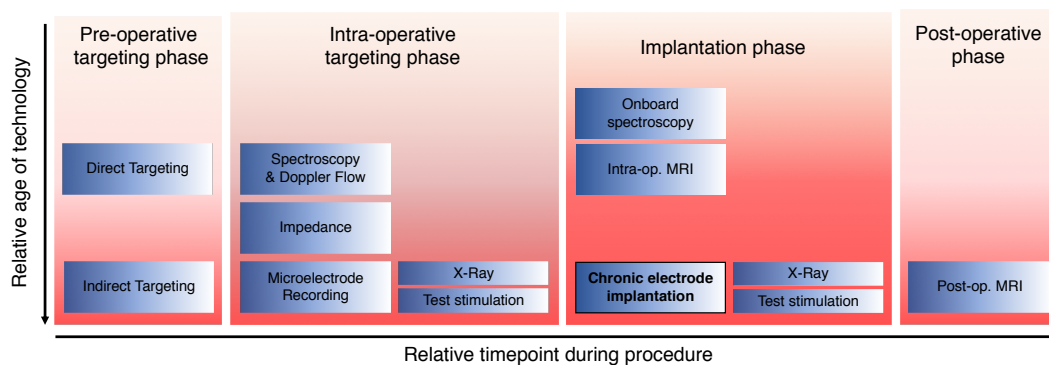 Pre-operative
targeting phase
Intra-operative
targeting phase
Implantation phase
Post-operative
phase
Relative age of technology
Onboard
spectroscopy
Direct Targeting
Spectroscopy
& Doppler Flow
Intra-op. MRI
Impedance
Indirect Targeting
Microelectrode
Recording
X-Ray
Test stimulation
Chronic electrode
implantation
X-Ray
Test stimulation
Post-op. MRI
Relative timepoint during procedure